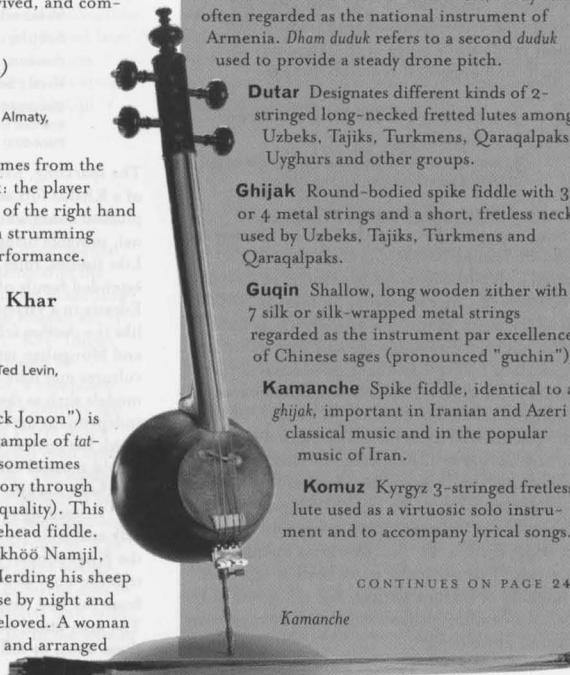 vived, and com-
)
Almaty,
mes from the
: the player
of the right hand
strumming
rformance.
Khar
Ted Levin,
ck Jonon") is
ample of tat-
sometimes
ory through
quality). This
ehead fiddle.
khöö Namjil,
Herding his sheep
se by night and
eloved. A woman
and arranged
often regarded as the national instrument of
Armenia. Dham duduk refers to a second duduk
used to provide a steady drone pitch.
Dutar Designates different kinds of 2-
stringed long-necked fretted lutes among
Uzbeks, Tajiks, Turkmens, Qaraqalpaks
Uyghurs and other groups.
Ghijak Round-bodied spike fiddle with 3
or 4 metal strings and a short, fretless neck
used by Uzbeks, Tajiks, Turkmens and
Qaraqalpaks.
Guqin Shallow, long wooden zither with
7 silk or silk-wrapped metal strings
regarded as the instrument par excellence
of Chinese sages (pronounced "guchin")
Kamanche Spike fiddle, identical to a
ghijak, important in Iranian and Azeri
classical music and in the popular
music of Iran.
Komuz Kyrgyz 3-stringed fretless
lute used as a virtuosic solo instru-
ment and to accompany lyrical songs.
CONTINUES ON PAGE 24
Kamanche